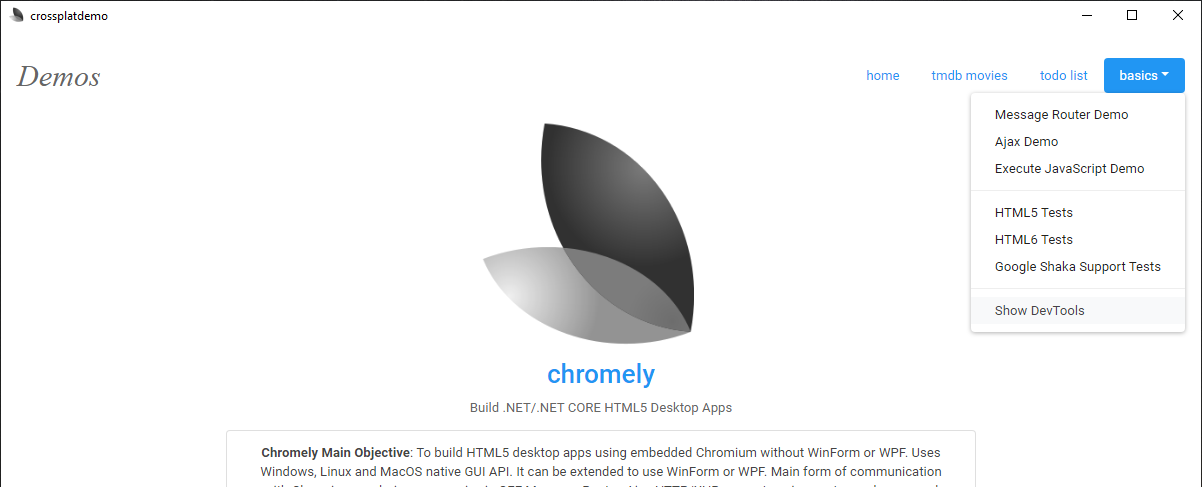 crossplatdemo
Demos
home
tmdb movies
todo list
basics
Message Router Demo
Ajax Demo
Execute JavaScript Demo
HTML5 Tests
HTML6 Tests
Google Shaka Support Tests
Show DevTools
chromely
Build .NET/.NET CORE HTML5 Desktop Apps
Chromely Main Objective: To build HTML5 desktop apps using embedded Chromium without WinForm or WPF. Uses
Windows, Linux and MacOS native GUI API. It can be extended to use WinForm or WPF. Main form of communication